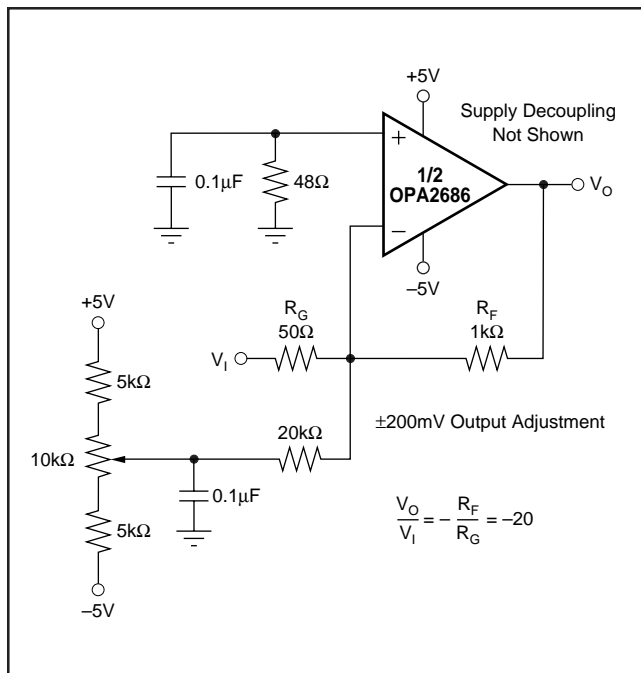 +5V
Supply Decoupling
Not Shown
0.1μF
48Ω
+
1/2
OPA2686
−
V_O
−5V
+5V
R_G
50Ω
R_F
1kΩ
V_I
5kΩ
±200mV Output Adjustment
20kΩ
10kΩ
0.1μF
5kΩ
V_O/V_I = − R_F/R_G = −20
−5V